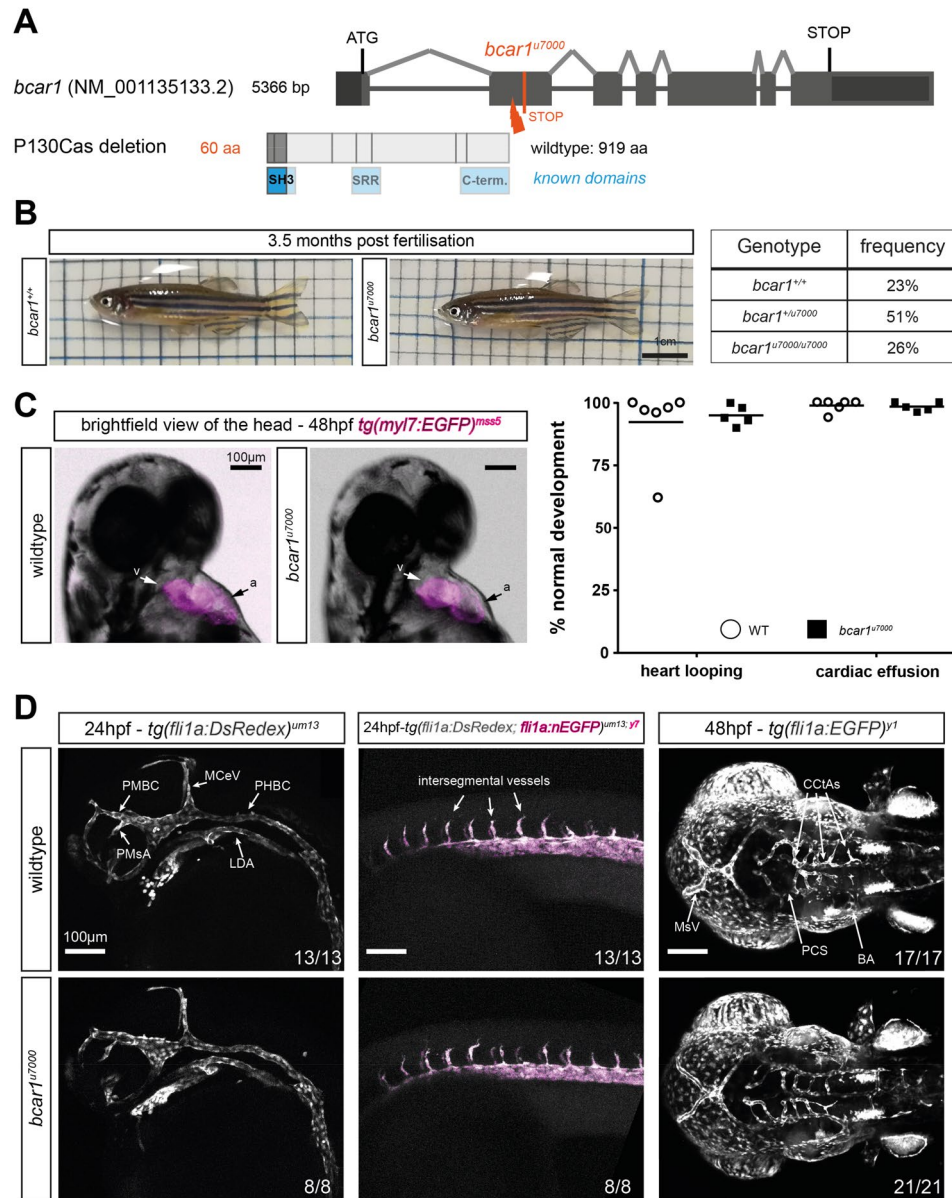 A
ATG
bcar1u7000
STOP
bcar1 (NM_001135133.2) 5366 bp
STOP
P130Cas deletion 60 aa wildtype: 919 aa
SH3 SRR C-term. known domains
B
3.5 months post fertilisation
bcar1+/+
bcar1u7000
1cm
Genotype frequency
bcar1+/+ 23%
bcar1+/u7000 51%
bcar1u7000/u7000 26%
C
brightfield view of the head - 48hpf tg(myl7:EGFP)mss5
wildtype
100µm
v
a
bcar1u7000
v
a
% normal development
100
75
50
25
0
WT bcar1u7000
heart looping cardiac effusion
D
24hpf - tg(fli1a:DsRedex)um13
24hpf-tg(fli1a:DsRedex; fli1a:nEGFP)um13; y7
48hpf - tg(fli1a:EGFP)y1
wildtype
PMBC
MCeV
PHBC
PMsA
LDA
100µm
13/13
intersegmental vessels
13/13
CCtAs
MsV
PCS
BA
17/17
bcar1u7000
8/8
8/8
21/21